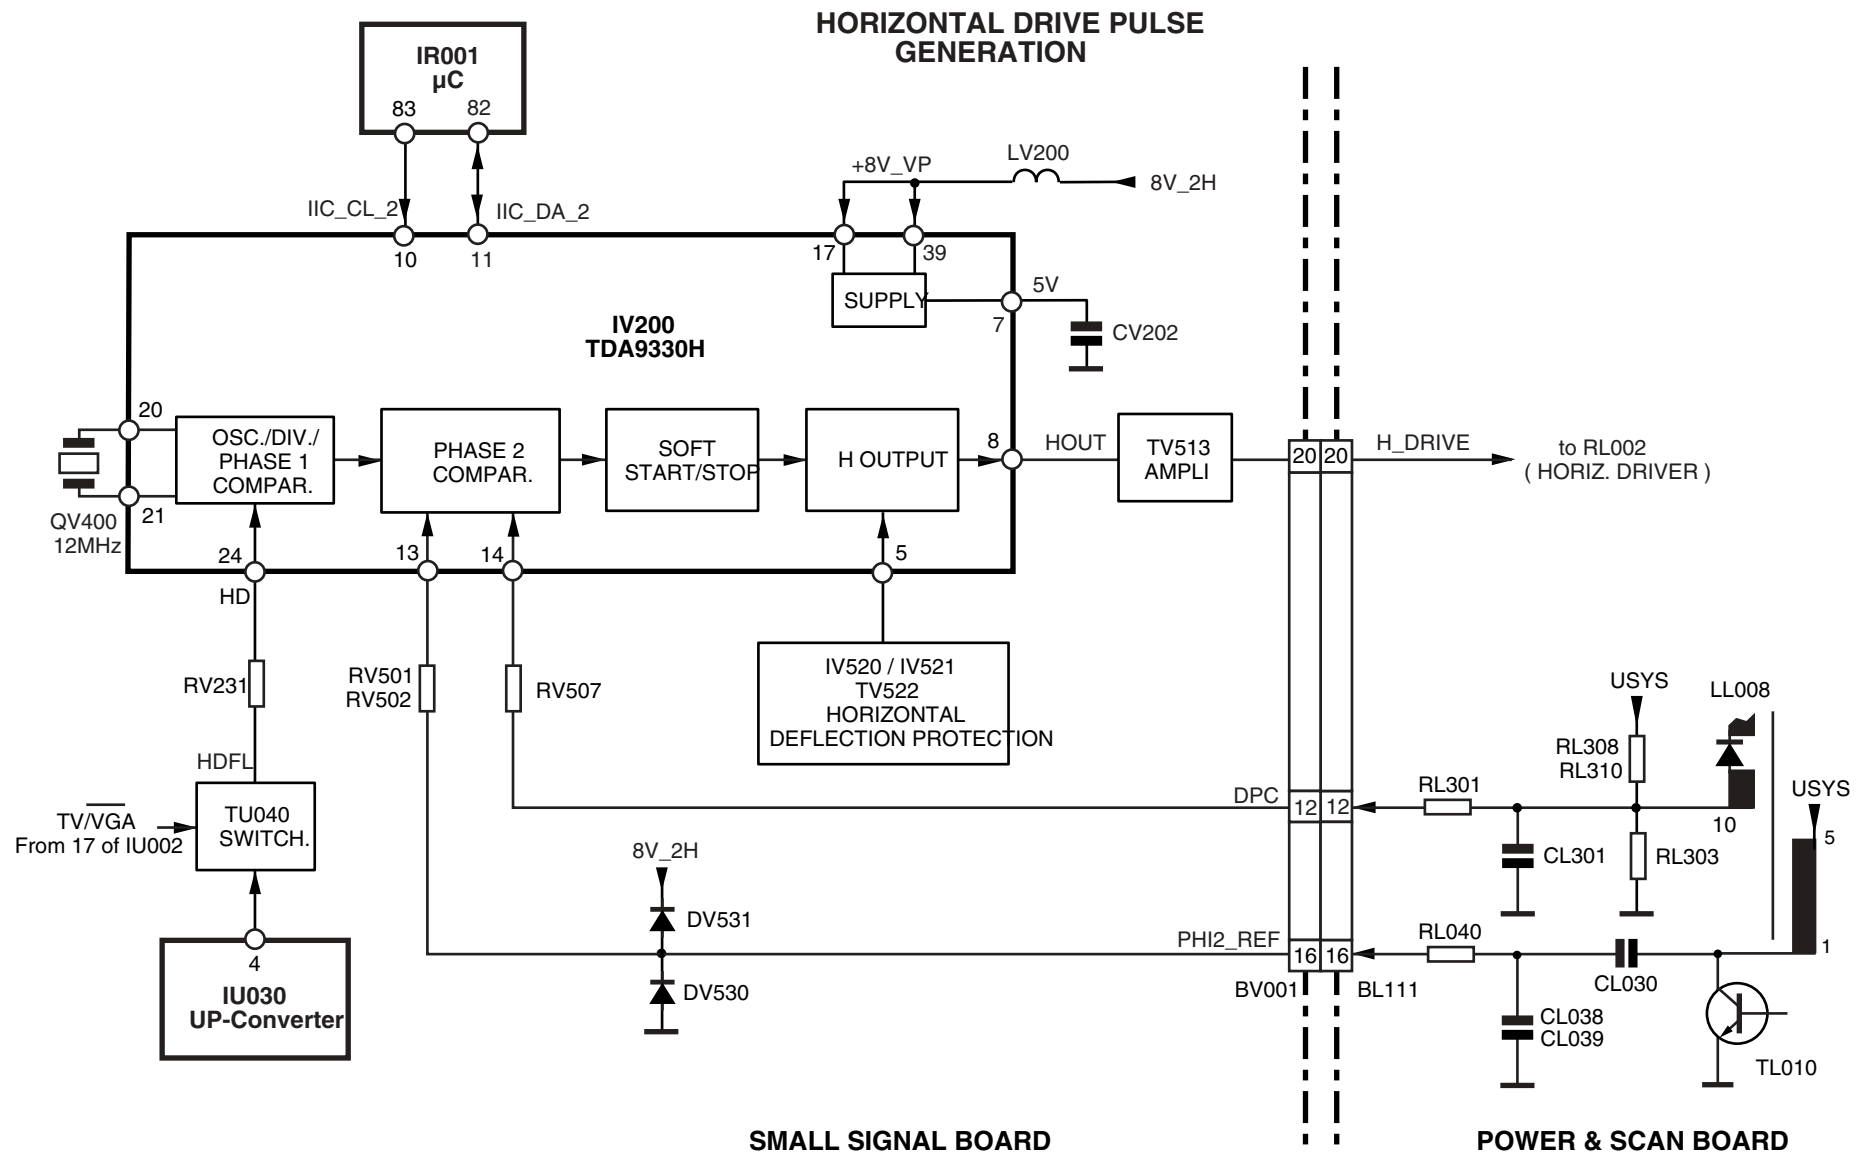 HORIZONTAL DRIVE PULSE
GENERATION
IR001
µC
83
82
IIC_CL_2
IIC_DA_2
10
11
+8V_VP
LV200
8V_2H
17
39
SUPPLY
5V
7
CV202
IV200
TDA9330H
20
21
QV400
12MHz
OSC./DIV./
PHASE 1
COMPAR.
PHASE 2
COMPAR.
SOFT
START/STOP
H OUTPUT
8
HOUT
TV513
AMPLI
20
20
H_DRIVE
to RL002
( HORIZ. DRIVER )
24
HD
13
14
5
RV231
RV501
RV502
RV507
IV520 / IV521
TV522
HORIZONTAL
DEFLECTION PROTECTION
HDFL
TV/VGA
From 17 of IU002
TU040
SWITCH.
4
IU030
UP-Converter
8V_2H
DV531
DV530
DPC
12
12
PHI2_REF
16
16
BV001
BL111
RL301
CL301
USYS
RL308
RL310
RL303
LL008
10
USYS
5
1
RL040
CL030
CL038
CL039
TL010
SMALL SIGNAL BOARD
POWER & SCAN BOARD